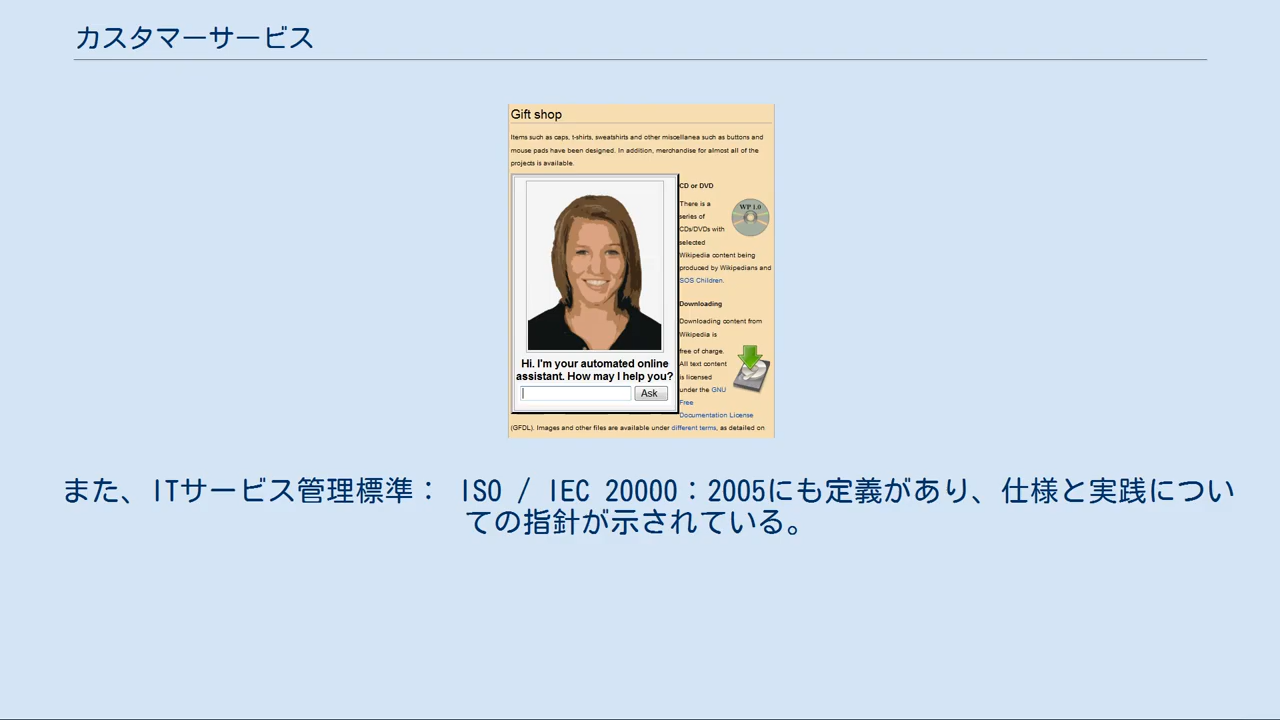 カスタマーサービス
Gift shop
Items such as caps, t-shirts, sweatshirts and other miscellanea such as buttons and
mouse pads have been designed. In addition, merchandise for almost all of the
projects is available.
CD or DVD
There is a
series of
CDs/DVDs with
selected
Wikipedia content being
produced by Wikipedians and
SOS Children.
WP 1.0
Downloading
Downloading content from
Wikipedia is
free of charge.
All text content
is licensed
under the GNU
Free
Documentation License
(GFDL). Images and other files are available under different terms, as detailed on
Hi. I'm your automated online
assistant. How may I help you?
Ask
また、ITサービス管理標準： ISO / IEC 20000：2005にも定義があり、仕様と実践につい
ての指針が示されている。